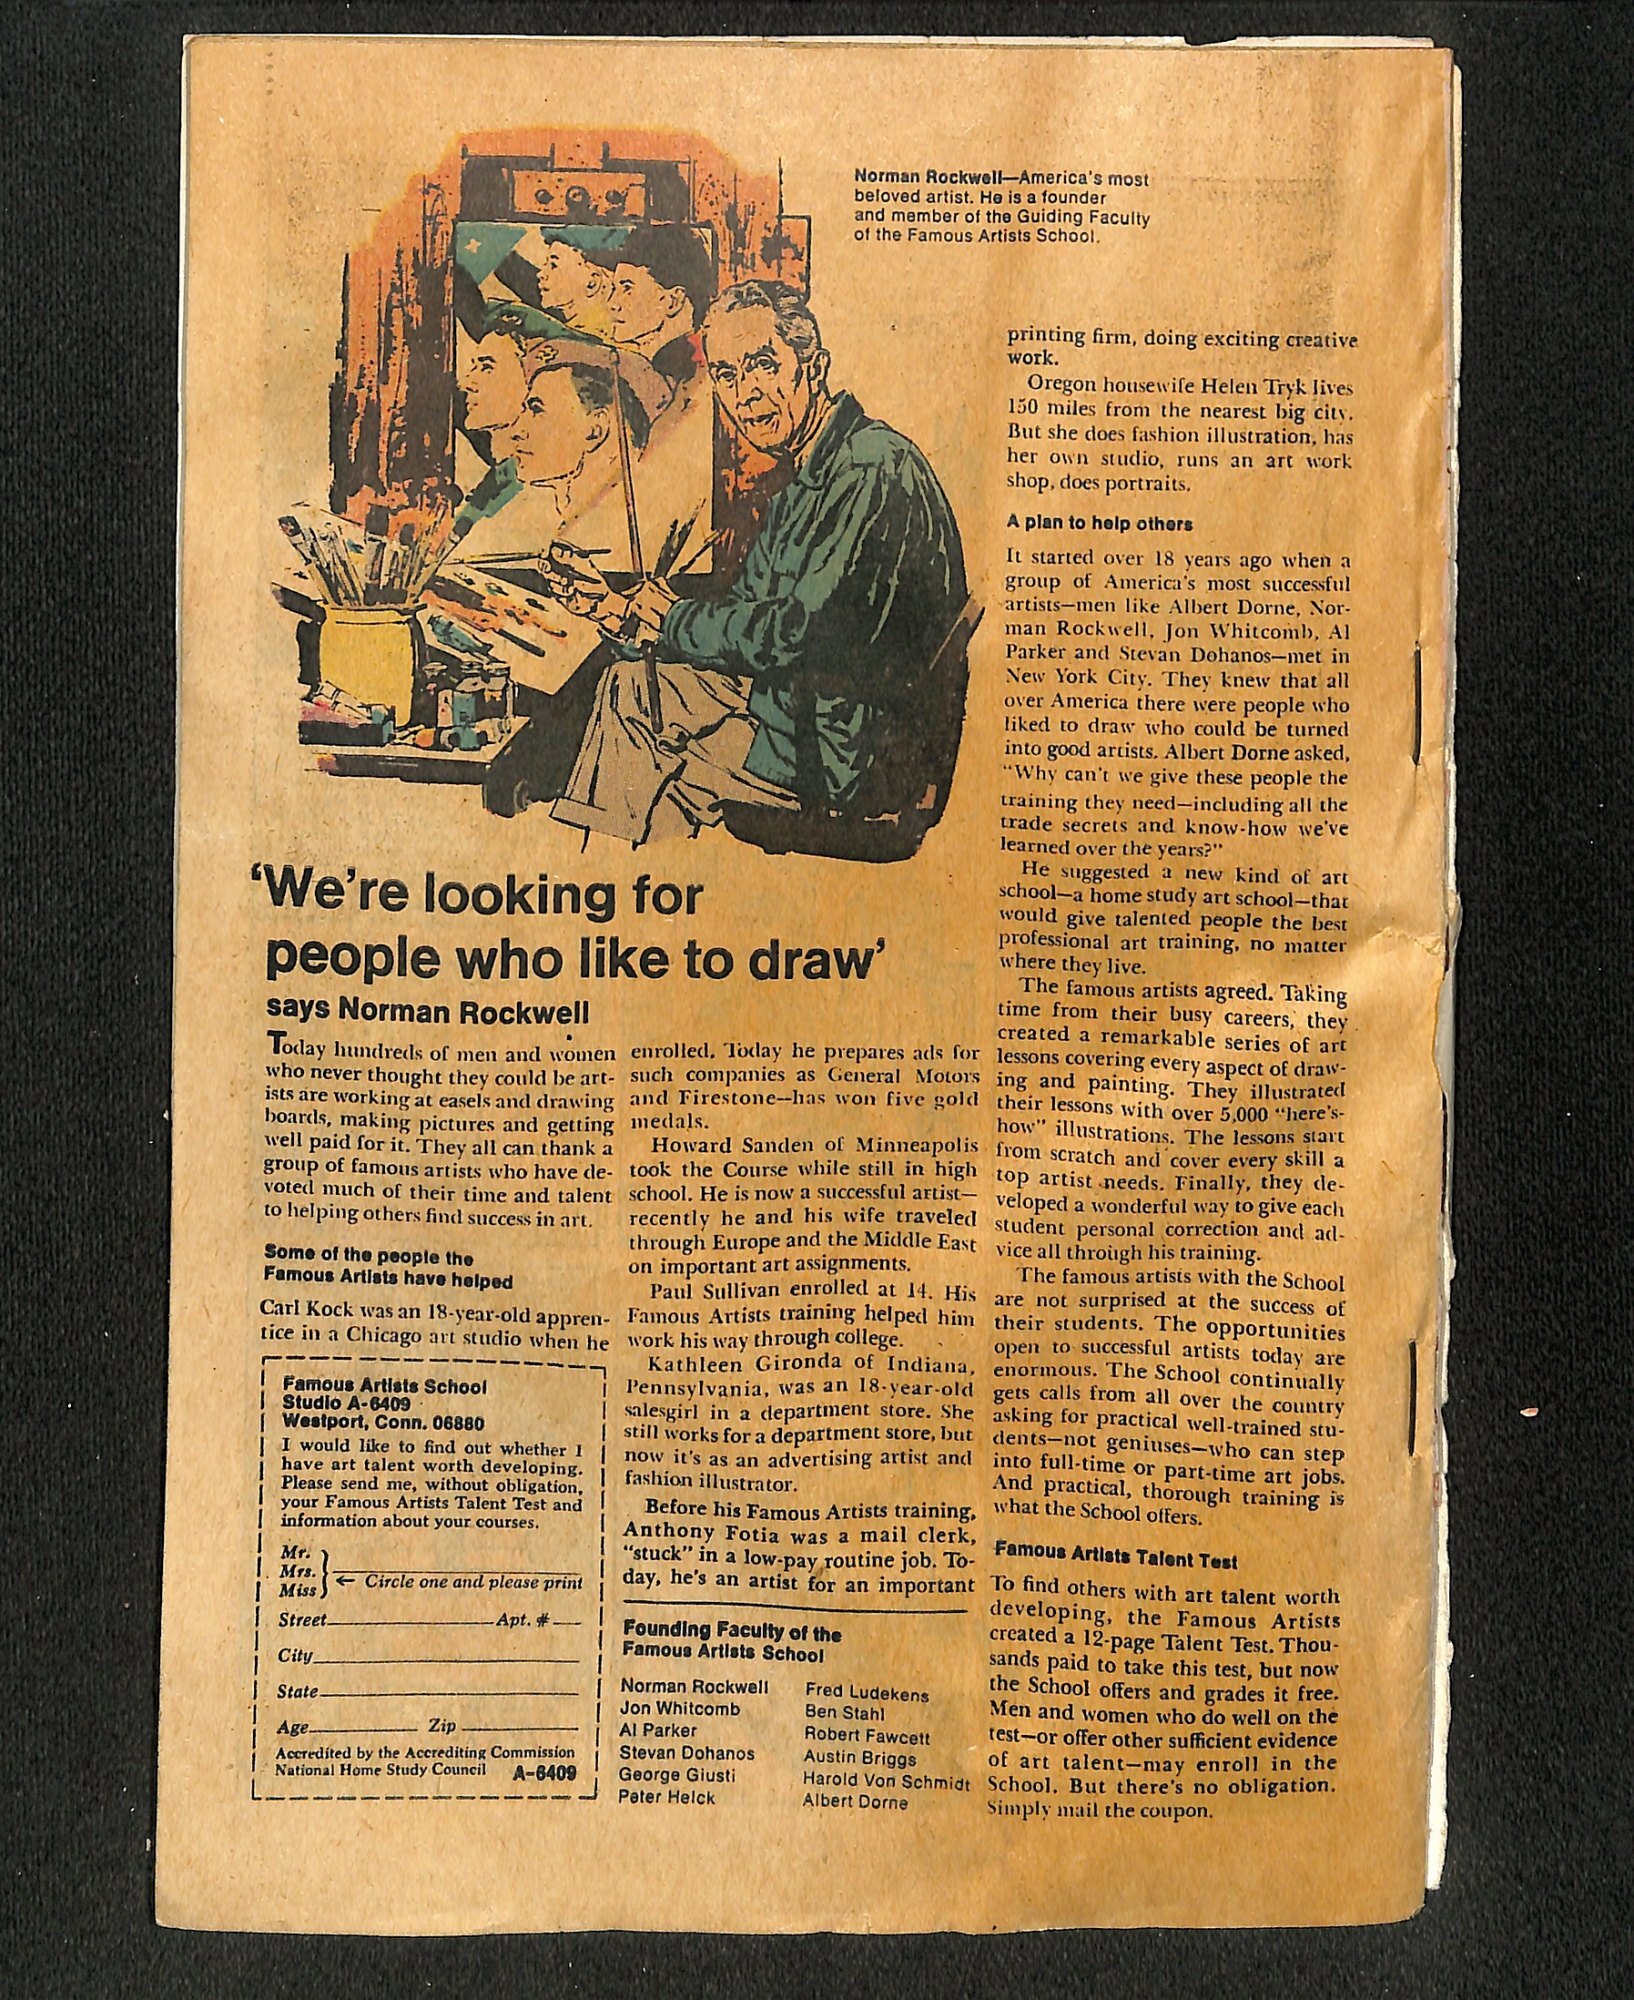 Norman Rockwell—America's most
beloved artist. He is a founder
and member of the Guiding Faculty
of the Famous Artists School.
'We're looking for
people who like to draw'
says Norman Rockwell
Today hundreds of men and women
who never thought they could be art-
ists are working at easels and drawing
boards, making pictures and getting
well paid for it. They all can thank a
group of famous artists who have de-
voted much of their time and talent
to helping others find success in art.
Some of the people the
Famous Artists have helped
Carl Kock was an 18-year-old appren-
tice in a Chicago art studio when he
enrolled. Today he prepares ads for
such companies as General Motors
and Firestone—has won five gold
medals.
Howard Sanden of Minneapolis
took the Course while still in high
school. He is now a successful artist—
recently he and his wife traveled
through Europe and the Middle East
on important art assignments.
Paul Sullivan enrolled at 14. His
Famous Artists training helped him
work his way through college.
Kathleen Gironda of Indiana,
Pennsylvania, was an 18-year-old
salesgirl in a department store. She
still works for a department store, but
now it's as an advertising artist and
fashion illustrator.
Before his Famous Artists training,
Anthony Fotia was a mail clerk,
"stuck" in a low-pay routine job. To-
day, he's an artist for an important
printing firm, doing exciting creative
work.
Oregon housewife Helen Tryk lives
150 miles from the nearest big city.
But she does fashion illustration, has
her own studio, runs an art work
shop, does portraits.
A plan to help others
It started over 18 years ago when a
group of America's most successful
artists—men like Albert Dorne, Nor-
man Rockwell, Jon Whitcomb, Al
Parker and Stevan Dohanos—met in
New York City. They knew that all
over America there were people who
liked to draw who could be turned
into good artists. Albert Dorne asked,
"Why can't we give these people the
training they need—including all the
trade secrets and know-how we've
learned over the years?"
He suggested a new kind of art
school—a home study art school—that
would give talented people the best
professional art training, no matter
where they live.
The famous artists agreed. Taking
time from their busy careers, they
created a remarkable series of art
lessons covering every aspect of draw-
ing and painting. They illustrated
their lessons with over 5,000 "here's-
how" illustrations. The lessons start
from scratch and cover every skill a
top artist needs. Finally, they de-
veloped a wonderful way to give each
student personal correction and ad-
vice all through his training.
The famous artists with the School
are not surprised at the success of
their students. The opportunities
open to successful artists today are
enormous. The School continually
gets calls from all over the country
asking for practical well-trained stu-
dents—not geniuses—who can step
into full-time or part-time art jobs.
And practical, thorough training is
what the School offers.
Famous Artists Talent Test
To find others with art talent worth
developing, the Famous Artists
created a 12-page Talent Test. Thou-
sands paid to take this test, but now
the School offers and grades it free.
Men and women who do well on the
test—or offer other sufficient evidence
of art talent—may enroll in the
School. But there's no obligation.
Simply mail the coupon.
Founding Faculty of the
Famous Artists School
Norman Rockwell
Jon Whitcomb
Al Parker
Stevan Dohanos
George Giusti
Peter Helck
Fred Ludekens
Ben Stahl
Robert Fawcett
Austin Briggs
Harold Von Schmidt
Albert Dorne
Famous Artists School
Studio A-6409
Westport, Conn. 06880
I would like to find out whether I
have art talent worth developing.
Please send me, without obligation,
your Famous Artists Talent Test and
information about your courses.
Mr.
Mrs.
Miss
← Circle one and please print
Street Apt. #
City
State
Age Zip
Accredited by the Accrediting Commission
National Home Study Council A-6409